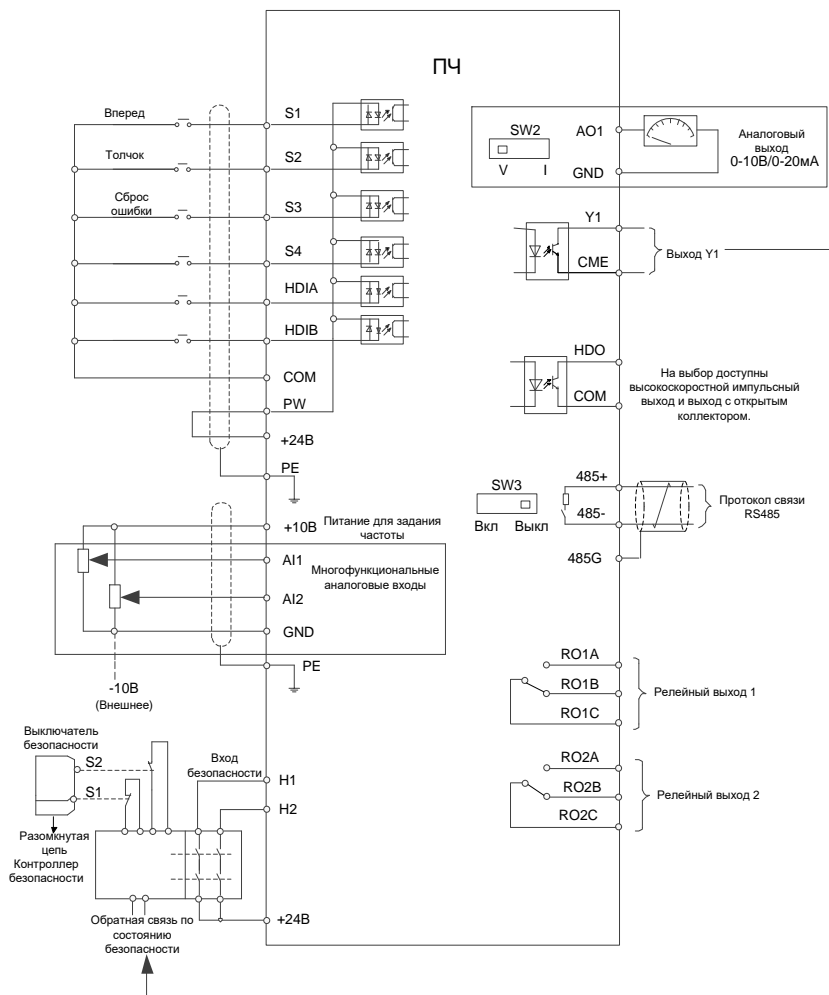 ПЧ
Вперед
Толчок
Сброс
ошибки
S1
S2
S3
S4
HDIA
HDIB
COM
PW
+24В
PE
SW2
V I
AO1
GND
Аналоговый
выход
0-10В/0-20мА
Y1
CME
Выход Y1
HDO
COM
На выбор доступны
высокоскоростной импульсный
выход и выход с открытым
коллектором.
SW3
Вкл Выкл
485+
485-
485G
Протокол связи
RS485
+10В
Питание для задания
частоты
AI1
Многофункциональные
аналоговые входы
AI2
GND
PE
-10В
(Внешнее)
RO1A
RO1B
RO1C
Релейный выход 1
RO2A
RO2B
RO2C
Релейный выход 2
Выключатель
безопасности
S2
S1
Вход
безопасности
H1
H2
Разомкнутая
цепь
Контроллер
безопасности
+24В
Обратная связь по
состоянию
безопасности